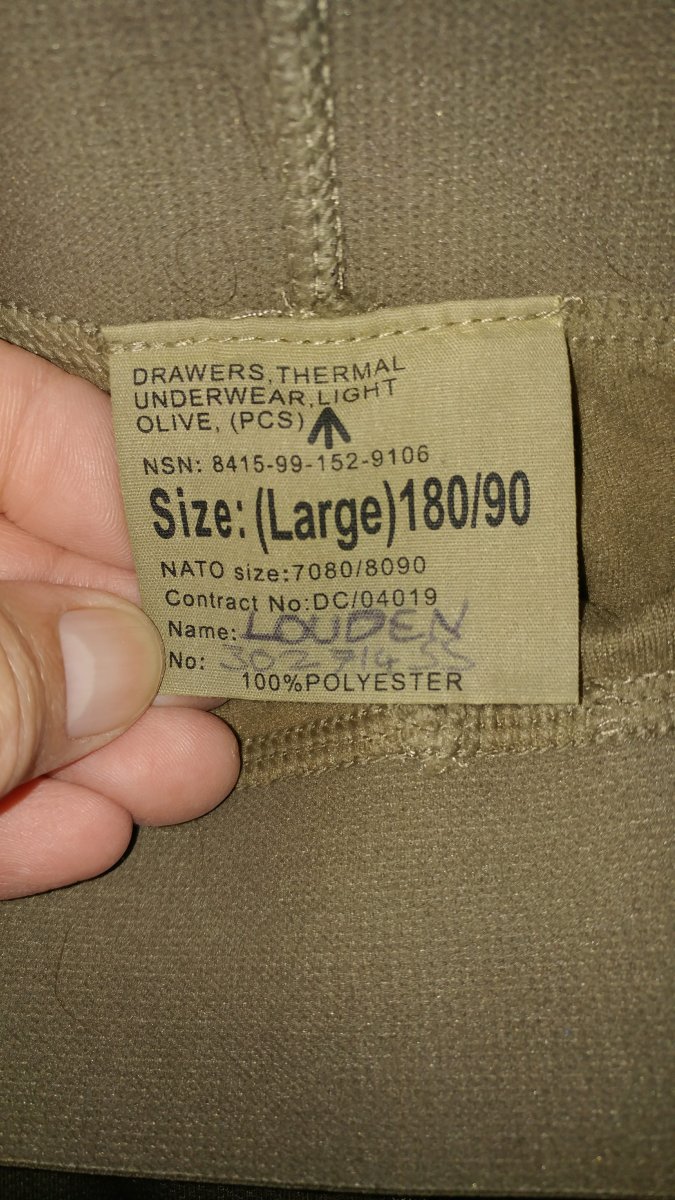 DRAWERS,THERMAL
UNDERWEAR,LIGHT
OLIVE, (PCS)
NSN: 8415-99-152-9106
Size: (Large)180/90
NATO size:7080/8090
Contract No:DC/04019
Name: LOUDEN
No: 30271455
100%POLYESTER